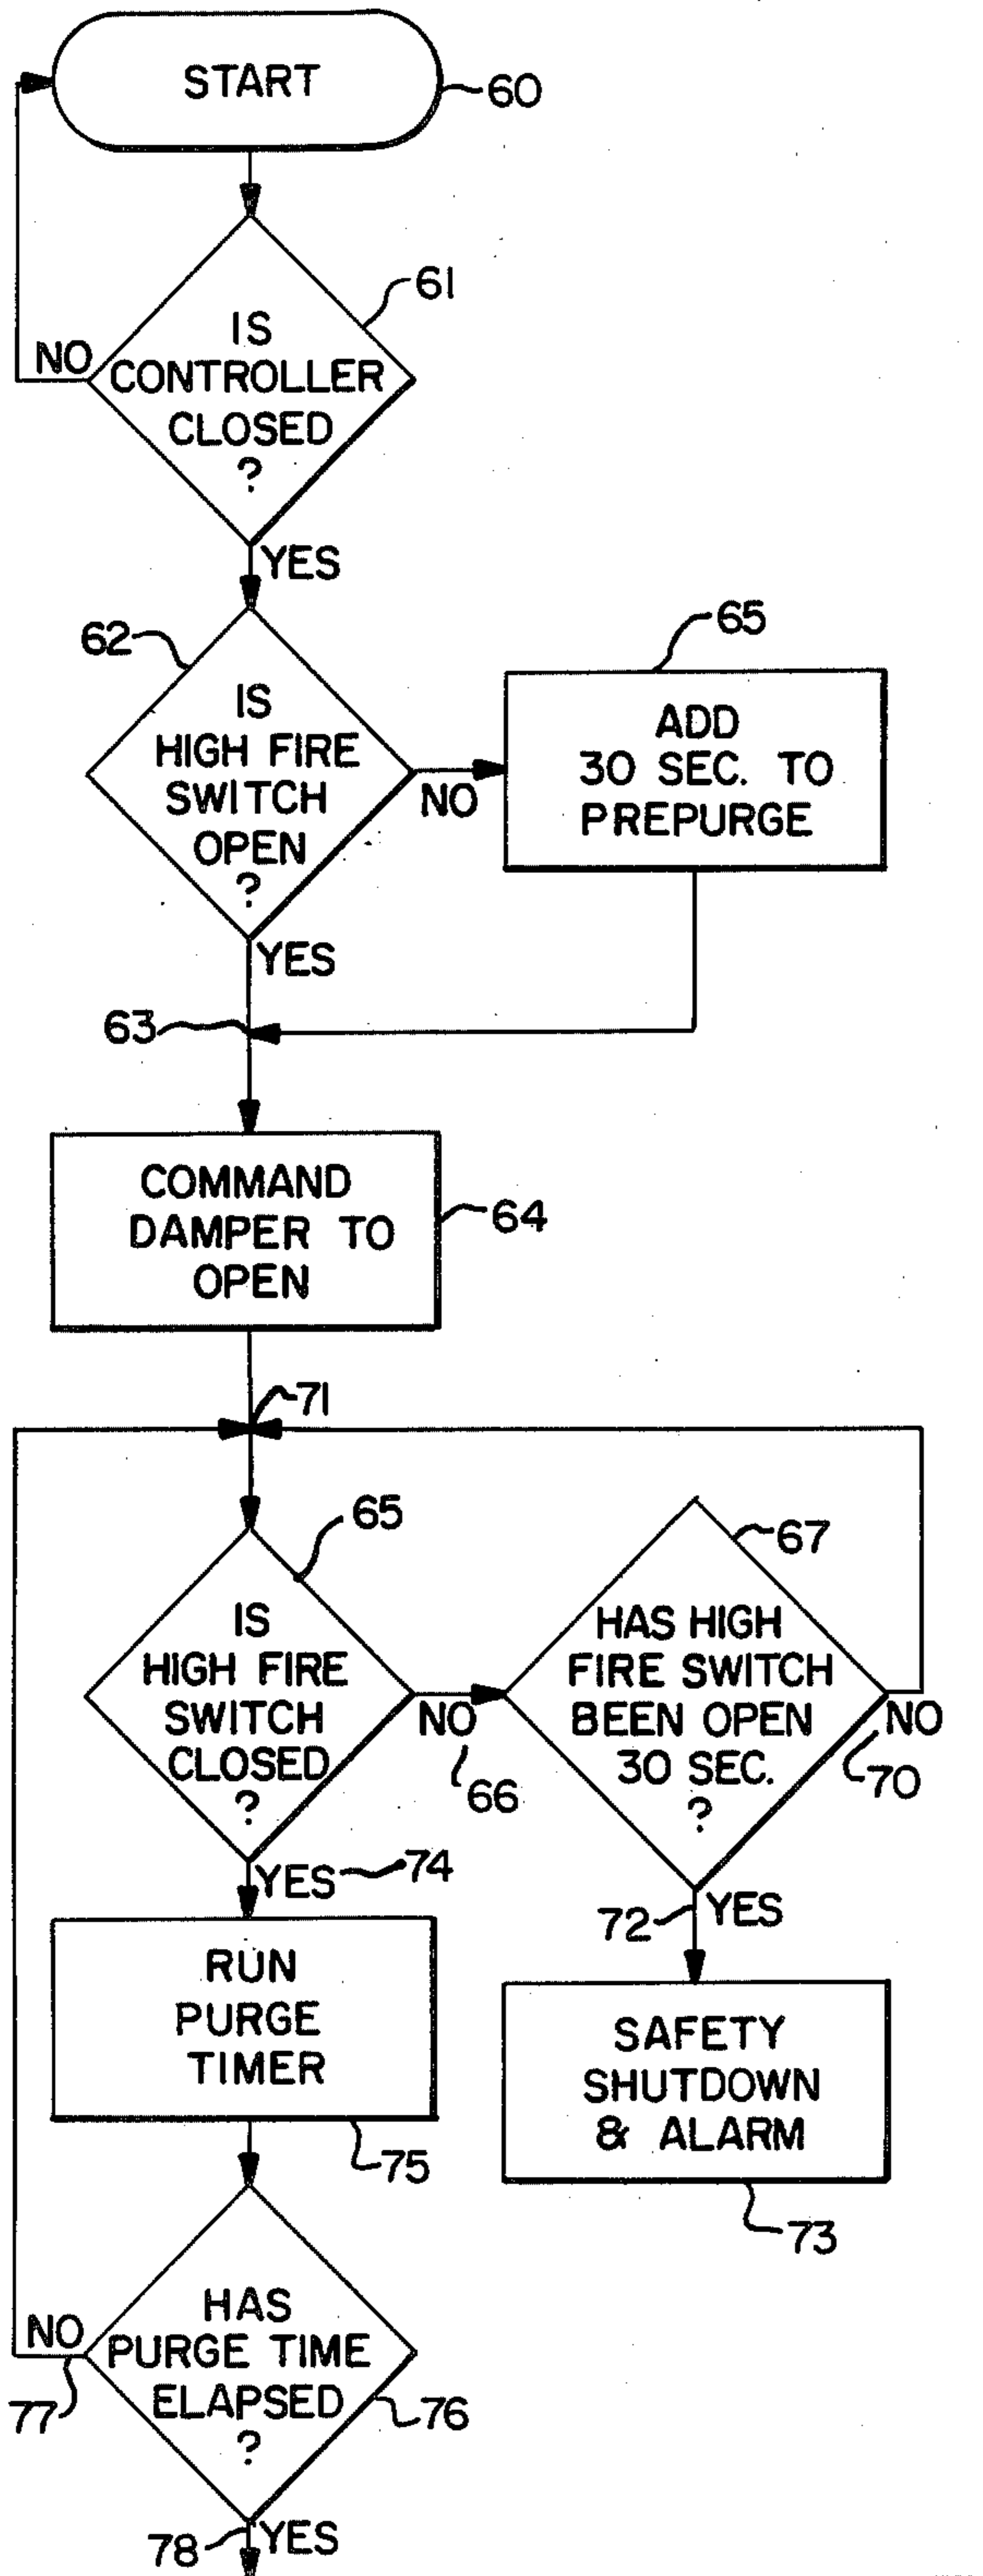 START
60
61
IS
CONTROLLER
CLOSED
?
NO
YES
62
IS
HIGH FIRE
SWITCH
OPEN
?
NO
65
ADD
30 SEC. TO
PREPURGE
YES
63
COMMAND
DAMPER TO
OPEN
64
71
65
IS
HIGH FIRE
SWITCH
CLOSED
?
NO
66
67
HAS HIGH
FIRE SWITCH
BEEN OPEN
30 SEC.
?
NO
70
YES
74
72
YES
RUN
PURGE
TIMER
75
SAFETY
SHUTDOWN
& ALARM
73
HAS
PURGE TIME
ELAPSED
?
NO
77
76
78
YES